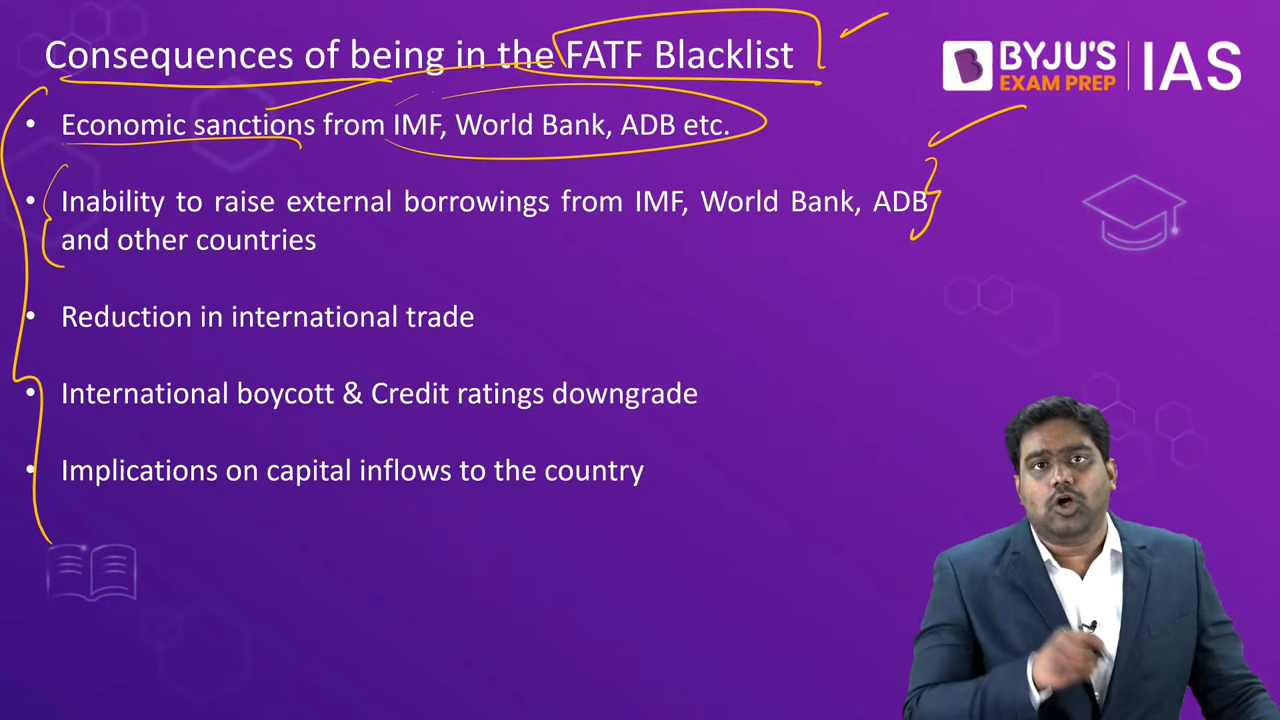 Consequences of being in the FATF Blacklist
BYJU'S
EXAM PREP
IAS
• Economic sanctions from IMF, World Bank, ADB etc.
• Inability to raise external borrowings from IMF, World Bank, ADB
and other countries
• Reduction in international trade
• International boycott & Credit ratings downgrade
• Implications on capital inflows to the country